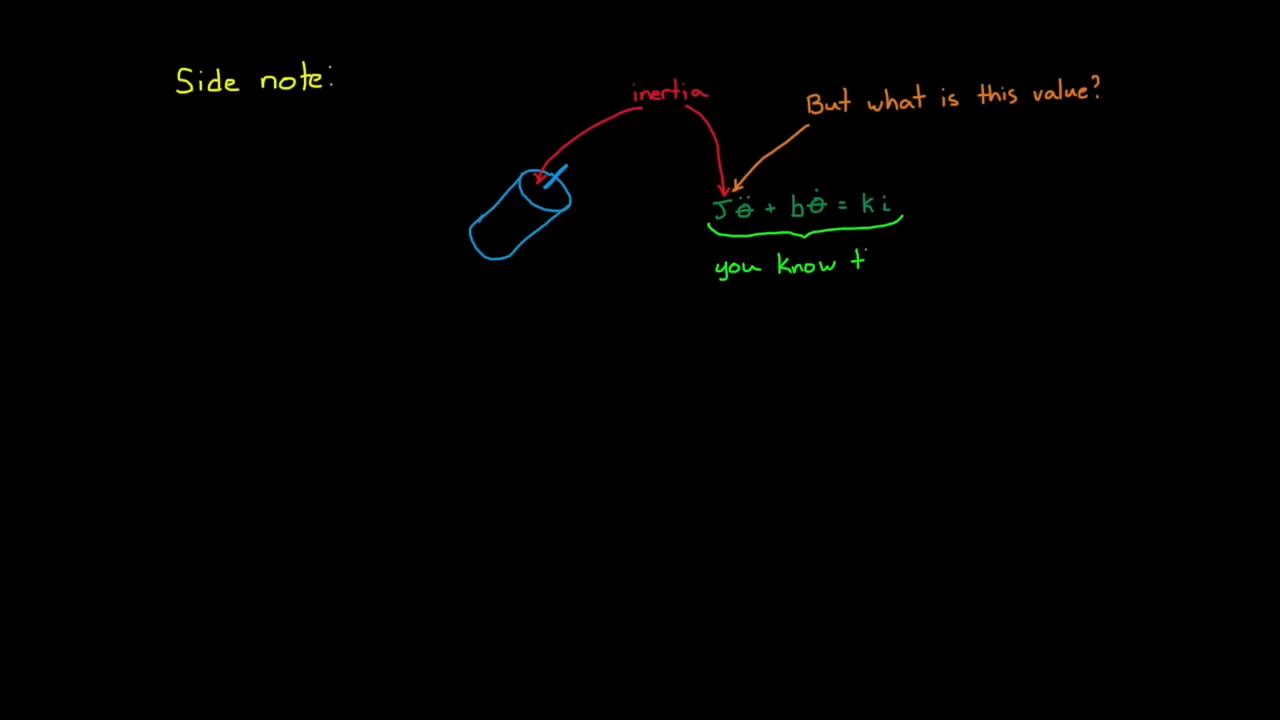 Side note:
inertia
But what is this value?
Jθ̈ + bθ̇ = ki
you know t